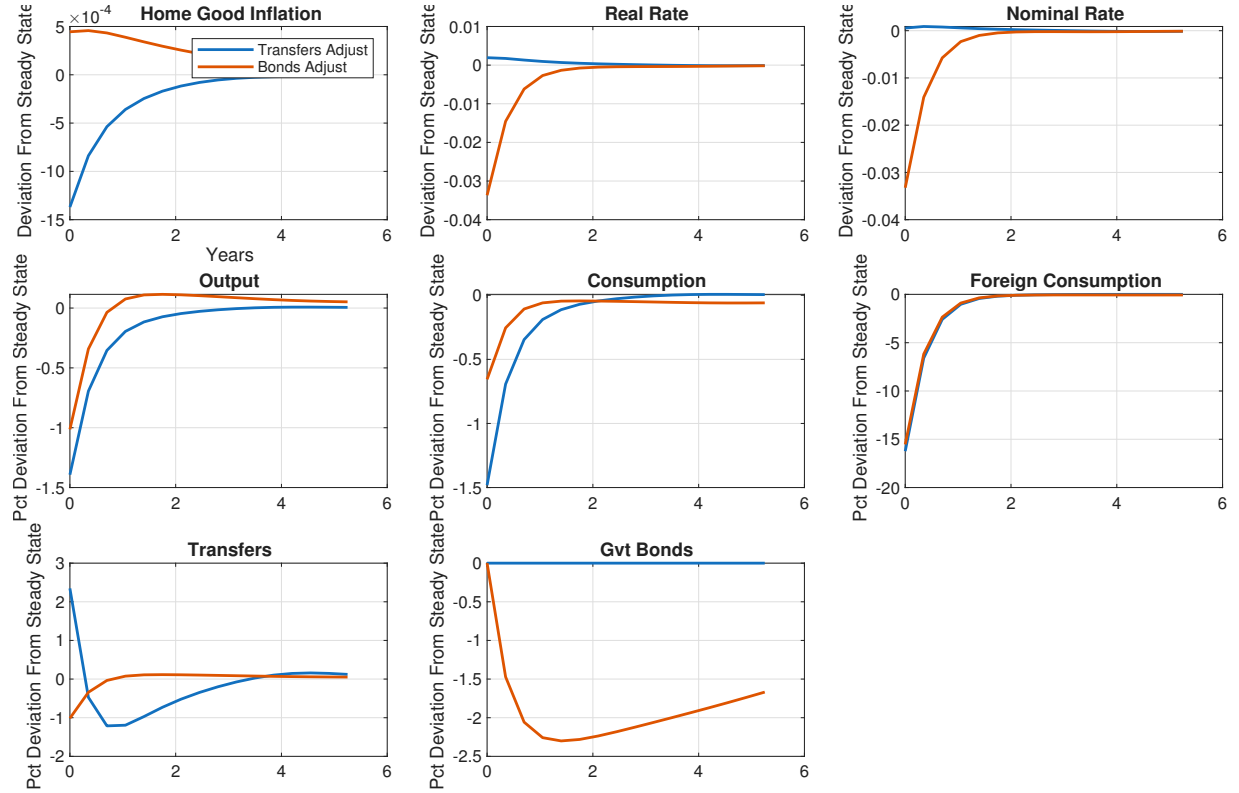 Home Good Inflation
×10⁻⁴
5
0
-5
-10
-15
0 2 4 6
Years
Deviation From Steady State
Transfers Adjust
Bonds Adjust
Real Rate
0.01
0
-0.01
-0.02
-0.03
-0.04
0 2 4 6
Deviation From Steady State
Nominal Rate
0
-0.01
-0.02
-0.03
-0.04
0 2 4 6
Deviation From Steady State
Output
0
-0.5
-1
-1.5
0 2 4 6
Pct Deviation From Steady State
Consumption
0
-0.5
-1
-1.5
0 2 4 6
Pct Deviation From Steady State
Foreign Consumption
0
-5
-10
-15
-20
0 2 4 6
Pct Deviation From Steady State
Transfers
3
2
1
0
-1
-2
0 2 4 6
Pct Deviation From Steady State
Gvt Bonds
0
-0.5
-1
-1.5
-2
-2.5
0 2 4 6
Pct Deviation From Steady State